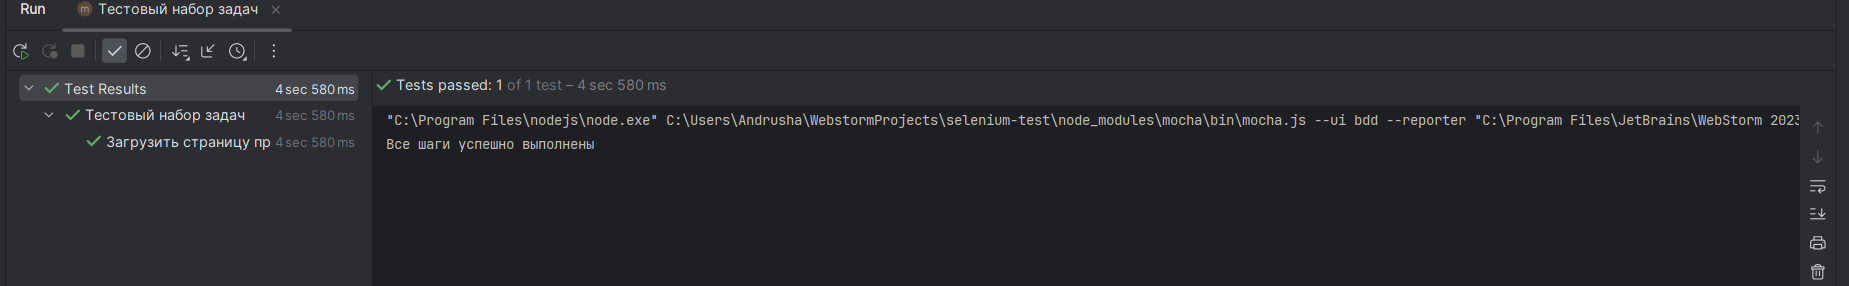 Run
Тестовый набор задач
Test Results 4 sec 580 ms
Тестовый набор задач 4 sec 580 ms
Загрузить страницу пр 4 sec 580 ms
Tests passed: 1 of 1 test – 4 sec 580 ms
"C:\Program Files\nodejs\node.exe" C:\Users\Andrusha\WebstormProjects\selenium-test\node_modules\mocha\bin\mocha.js --ui bdd --reporter "C:\Program Files\JetBrains\WebStorm 2023
Все шаги успешно выполнены